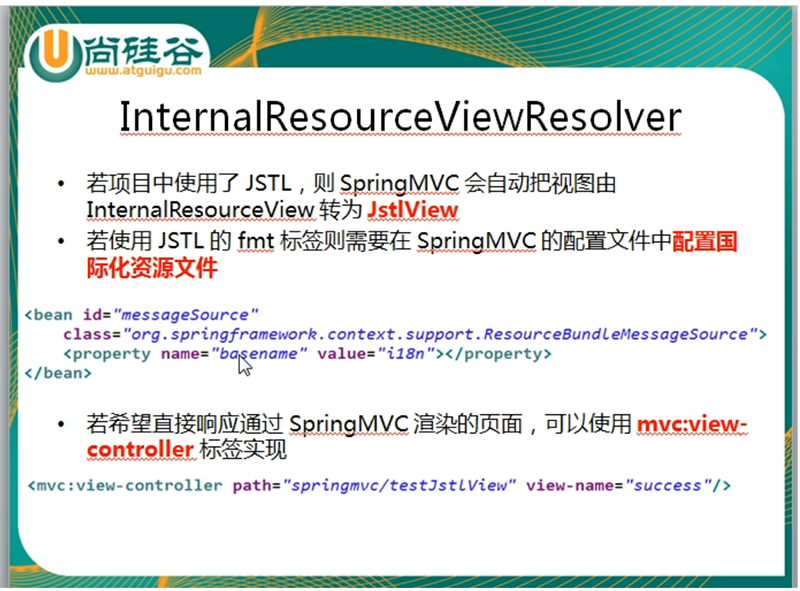 尚硅谷
www.atguigu.com
InternalResourceViewResolver
• 若项目中使用了 JSTL，则 SpringMVC 会自动把视图由
InternalResourceView 转为 JstlView
• 若使用 JSTL 的 fmt 标签则需要在 SpringMVC 的配置文件中配置国
际化资源文件
<bean id="messageSource"
class="org.springframework.context.support.ResourceBundleMessageSource">
<property name="basename" value="i18n"></property>
</bean>
• 若希望直接响应通过 SpringMVC 渲染的页面，可以使用 mvc:view-
controller 标签实现
<mvc:view-controller path="springmvc/testJstlView" view-name="success"/>